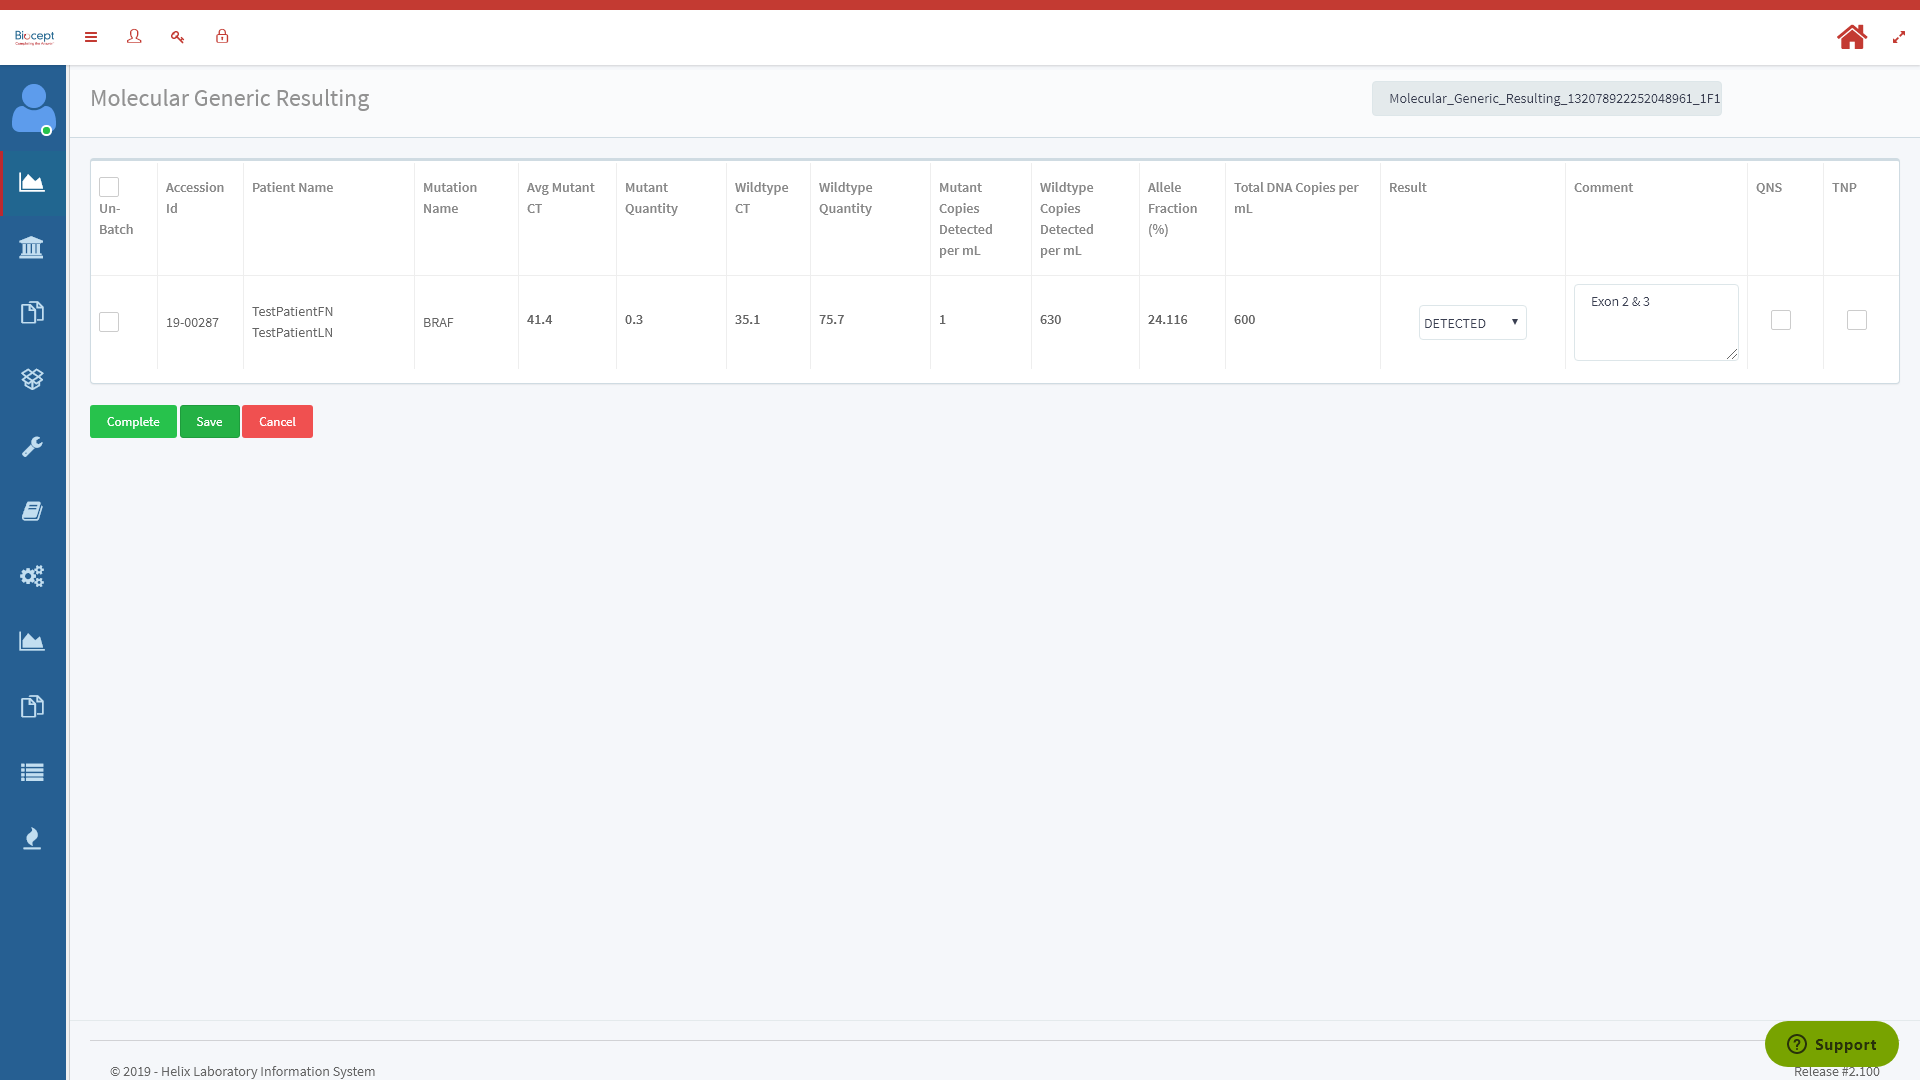 Biocept
Molecular Generic Resulting
Molecular_Generic_Resulting_132078922252048961_1F1
Un-
Batch
Accession
Id
Patient Name
Mutation
Name
Avg Mutant
CT
Mutant
Quantity
Wildtype
CT
Wildtype
Quantity
Mutant
Copies
Detected
per mL
Wildtype
Copies
Detected
per mL
Allele
Fraction
(%)
Total DNA Copies per
mL
Result
Comment
QNS
TNP
19-00287
TestPatientFN
TestPatientLN
BRAF
41.4
0.3
35.1
75.7
1
630
24.116
600
DETECTED
Exon 2 & 3
Complete
Save
Cancel
Support
© 2019 - Helix Laboratory Information System
Release #2.100